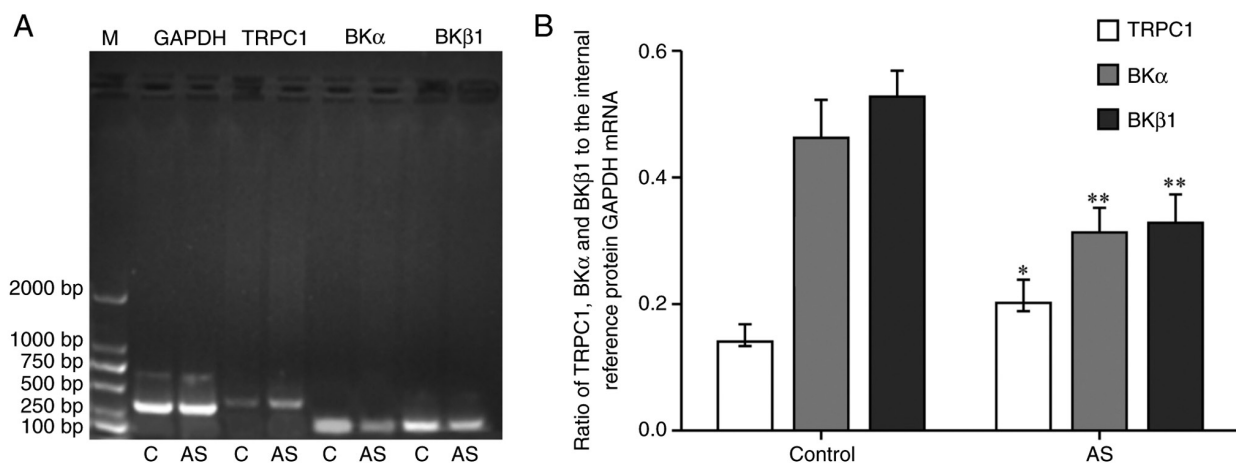 A
M GAPDH TRPC1 BKα BKβ1
2000 bp
1000 bp
750 bp
500 bp
250 bp
100 bp
C AS C AS C AS C AS
B
Ratio of TRPC1, BKα and BKβ1 to the internal
reference protein GAPDH mRNA
0.6
0.4
0.2
0.0
TRPC1
BKα
BKβ1
*
**
**
Control AS